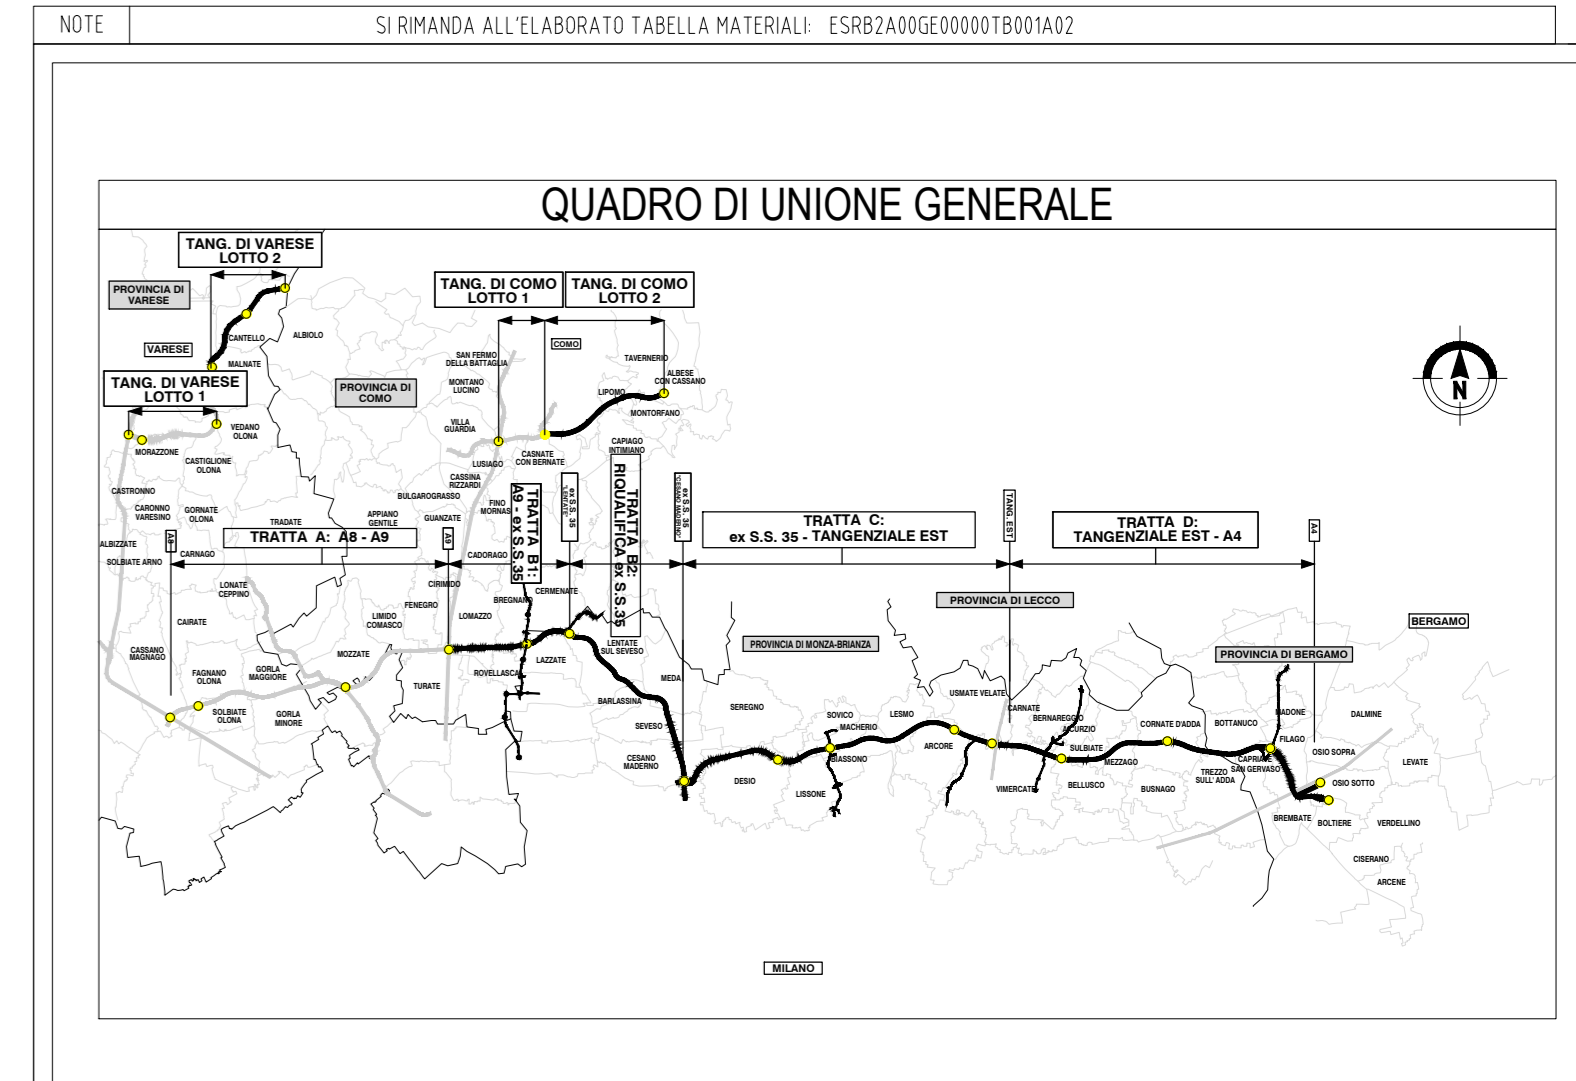 NOTE
SI RIMANDA ALL'ELABORATO TABELLA MATERIALI: ESRB2A00GE00000TB001A02
QUADRO DI UNIONE GENERALE
TANG. DI VARESE
LOTTO 2
PROVINCIA DI
VARESE
CANTELLO
ALBIOLO
VARESE
MALNATE
TANG. DI VARESE
LOTTO 1
PROVINCIA DI
COMO
TANG. DI COMO
LOTTO 1
TANG. DI COMO
LOTTO 2
COMO
SAN FERMO
DELLA BATTAGLIA
MONTANO
LUCINO
TAVERNERIO
ALBESE
CON CASSANO
LIPOMO
MONTORFANO
VILLA
GUARDIA
VEDANO
OLONA
MORAZZONE
CASTIGLIONE
OLONA
LUSIAGO
CASNATE
CON BERNATE
CAPIAGO
INTIMIANO
CASSINA
RIZZARDI
CASTRONNO
BULGAROGRASSO
FINO
MORNAS
CARONNO
VARESINO
GORNATE
OLONA
TRADATE
APPIANO
GENTILE
GUANZATE
ALBIZZATE
SOLBIATE ARNO
CARNAGO
CADORAGO
A8
TRATTA A: A8 - A9
A9
TRATTA B1:
A9 - ex S.S.35
ex S.S. 35
"LENTATE"
TRATTA B2:
RIQUALIFICA ex S.S.35
ex S.S. 35
"CESANO MADERNO"
TRATTA C:
ex S.S. 35 - TANGENZIALE EST
TANG. EST
TRATTA D:
TANGENZIALE EST - A4
A4
N
LONATE
CEPPINO
CIRIMIDO
CERMENATE
BREGNANO
FENEGRO
LOMAZZO
LIMIDO
COMASCO
CAIRATE
PROVINCIA DI LECCO
BERGAMO
PROVINCIA DI MONZA-BRIANZA
PROVINCIA DI BERGAMO
CASSANO
MAGNAGO
MOZZATE
LENTATE
SUL SEVESO
LAZZATE
ROVELLASCA
FAGNANO
OLONA
GORLA
MAGGIORE
TURATE
MEDA
BARLASSINA
USMATE VELATE
SEREGNO
SOLBIATE
OLONA
GORLA
MINORE
SEVESO
SOVICO
MACHERIO
LESMO
CARNATE
BERNAREGGIO
AICURZIO
CORNATE D'ADDA
BOTTANUCO
MADONE
DALMINE
FILAGO
CESANO
MADERNO
BIASSONO
ARCORE
SULBIATE
MEZZAGO
CAPRIATE
SAN GERVASO
OSIO SOPRA
LEVATE
DESIO
LISSONE
VIMERCATE
BELLUSCO
BUSNAGO
TREZZO
SULL' ADDA
OSIO SOTTO
BREMBATE
BOLTIERE
VERDELLINO
CISERANO
ARCENE
MILANO